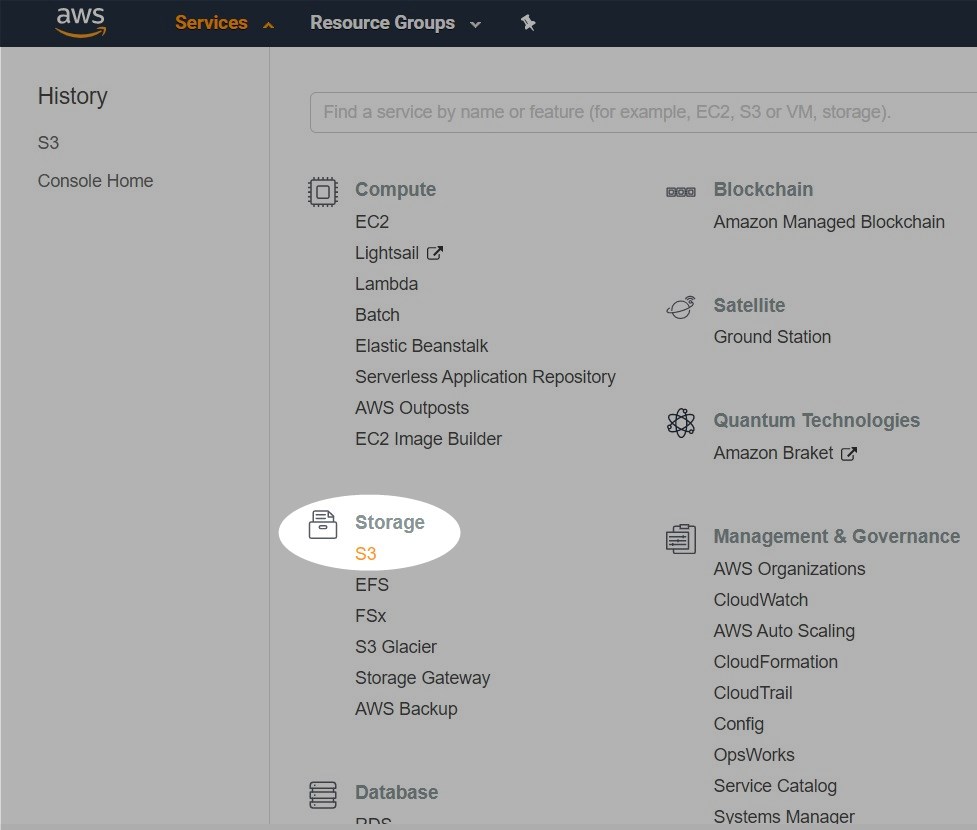 aws
Services
Resource Groups
History
S3
Console Home
Find a service by name or feature (for example, EC2, S3 or VM, storage).
Compute
EC2
Lightsail
Lambda
Batch
Elastic Beanstalk
Serverless Application Repository
AWS Outposts
EC2 Image Builder
Storage
S3
EFS
FSx
S3 Glacier
Storage Gateway
AWS Backup
Database
RDS
Blockchain
Amazon Managed Blockchain
Satellite
Ground Station
Quantum Technologies
Amazon Braket
Management & Governance
AWS Organizations
CloudWatch
AWS Auto Scaling
CloudFormation
CloudTrail
Config
OpsWorks
Service Catalog
Systems Manager